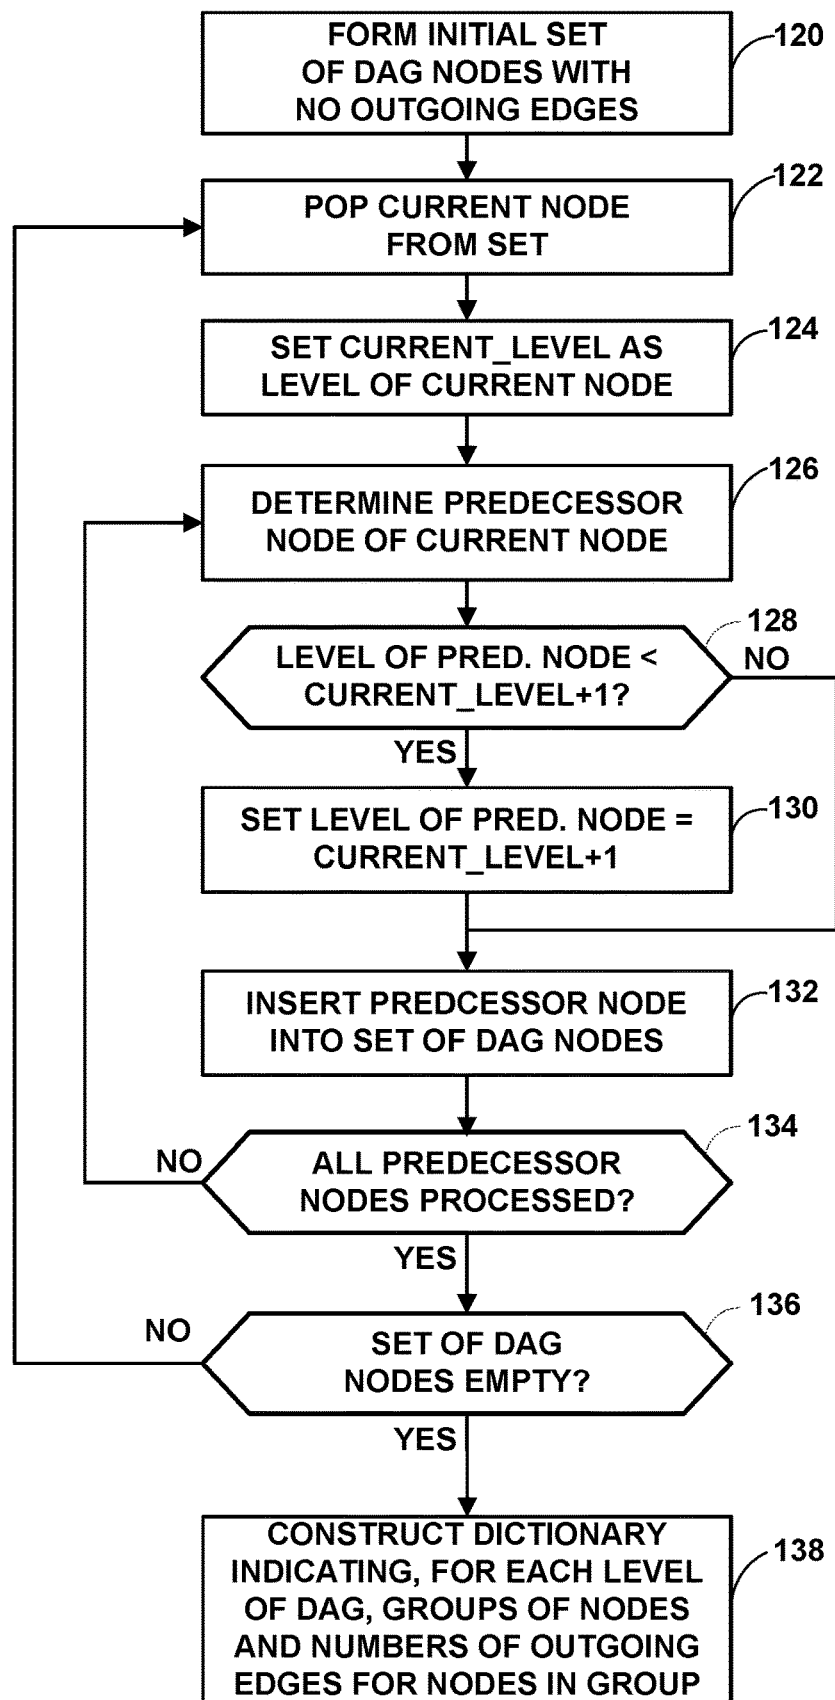 FORM INITIAL SET
OF DAG NODES WITH
NO OUTGOING EDGES
120
POP CURRENT NODE
FROM SET
122
SET CURRENT_LEVEL AS
LEVEL OF CURRENT NODE
124
DETERMINE PREDECESSOR
NODE OF CURRENT NODE
126
LEVEL OF PRED. NODE <
CURRENT_LEVEL+1?
128
NO
YES
SET LEVEL OF PRED. NODE =
CURRENT_LEVEL+1
130
INSERT PREDCESSOR NODE
INTO SET OF DAG NODES
132
ALL PREDECESSOR
NODES PROCESSED?
134
NO
YES
SET OF DAG
NODES EMPTY?
136
NO
YES
CONSTRUCT DICTIONARY
INDICATING, FOR EACH LEVEL
OF DAG, GROUPS OF NODES
AND NUMBERS OF OUTGOING
EDGES FOR NODES IN GROUP
138